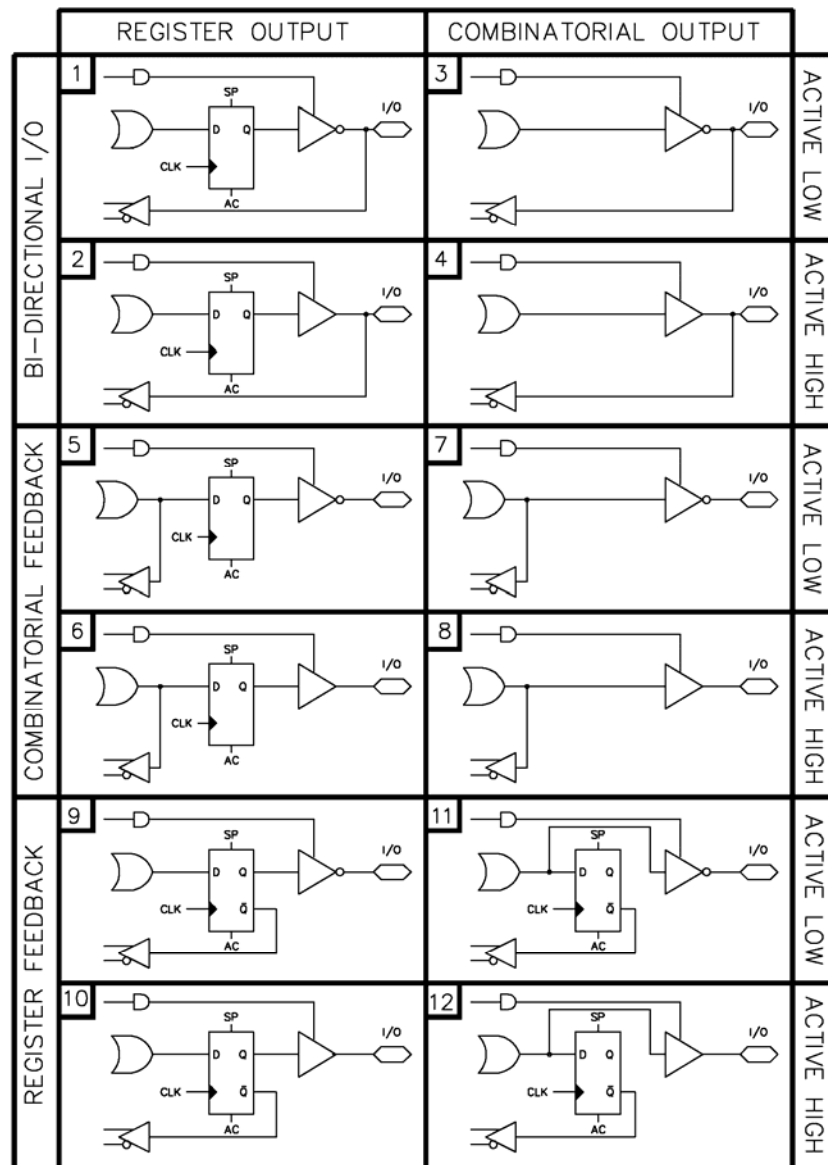 REGISTER OUTPUT
COMBINATORIAL OUTPUT
BI-DIRECTIONAL I/O
1
SP
I/O
D Q
CLK
AC
3
I/O
ACTIVE LOW
2
SP
I/O
D Q
CLK
AC
4
I/O
ACTIVE HIGH
COMBINATORIAL FEEDBACK
5
SP
I/O
D Q
CLK
AC
7
I/O
ACTIVE LOW
6
SP
I/O
D Q
CLK
AC
8
I/O
ACTIVE HIGH
REGISTER FEEDBACK
9
SP
I/O
D Q
CLK Q̅
AC
11
SP
I/O
D Q
CLK Q̅
AC
ACTIVE LOW
10
SP
I/O
D Q
CLK Q̅
AC
12
SP
I/O
D Q
CLK Q̅
AC
ACTIVE HIGH